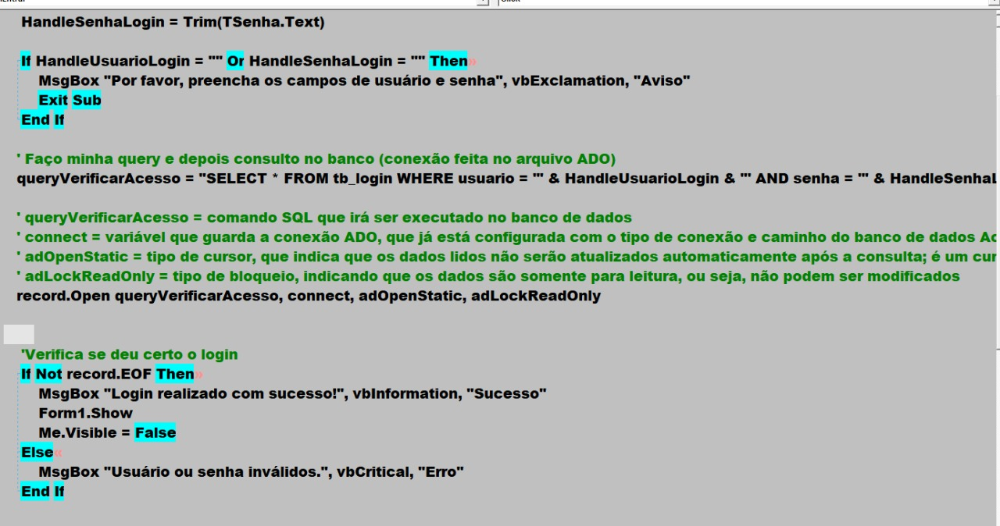 HandleSenhaLogin = Trim(TSenha.Text)
If HandleUsuarioLogin = "" Or HandleSenhaLogin = "" Then»
MsgBox "Por favor, preencha os campos de usuário e senha", vbExclamation, "Aviso"
Exit Sub
End If
' Faço minha query e depois consulto no banco (conexão feita no arquivo ADO)
queryVerificarAcesso = "SELECT * FROM tb_login WHERE usuario = '" & HandleUsuarioLogin & "' AND senha = '" & HandleSenhaL
' queryVerificarAcesso = comando SQL que irá ser executado no banco de dados
' connect = variável que guarda a conexão ADO, que já está configurada com o tipo de conexão e caminho do banco de dados Ac
' adOpenStatic = tipo de cursor, que indica que os dados lidos não serão atualizados automaticamente após a consulta; é um cur
' adLockReadOnly = tipo de bloqueio, indicando que os dados são somente para leitura, ou seja, não podem ser modificados
record.Open queryVerificarAcesso, connect, adOpenStatic, adLockReadOnly
'Verifica se deu certo o login
If Not record.EOF Then»
MsgBox "Login realizado com sucesso!", vbInformation, "Sucesso"
Form1.Show
Me.Visible = False
Else«
MsgBox "Usuário ou senha inválidos.", vbCritical, "Erro"
End If